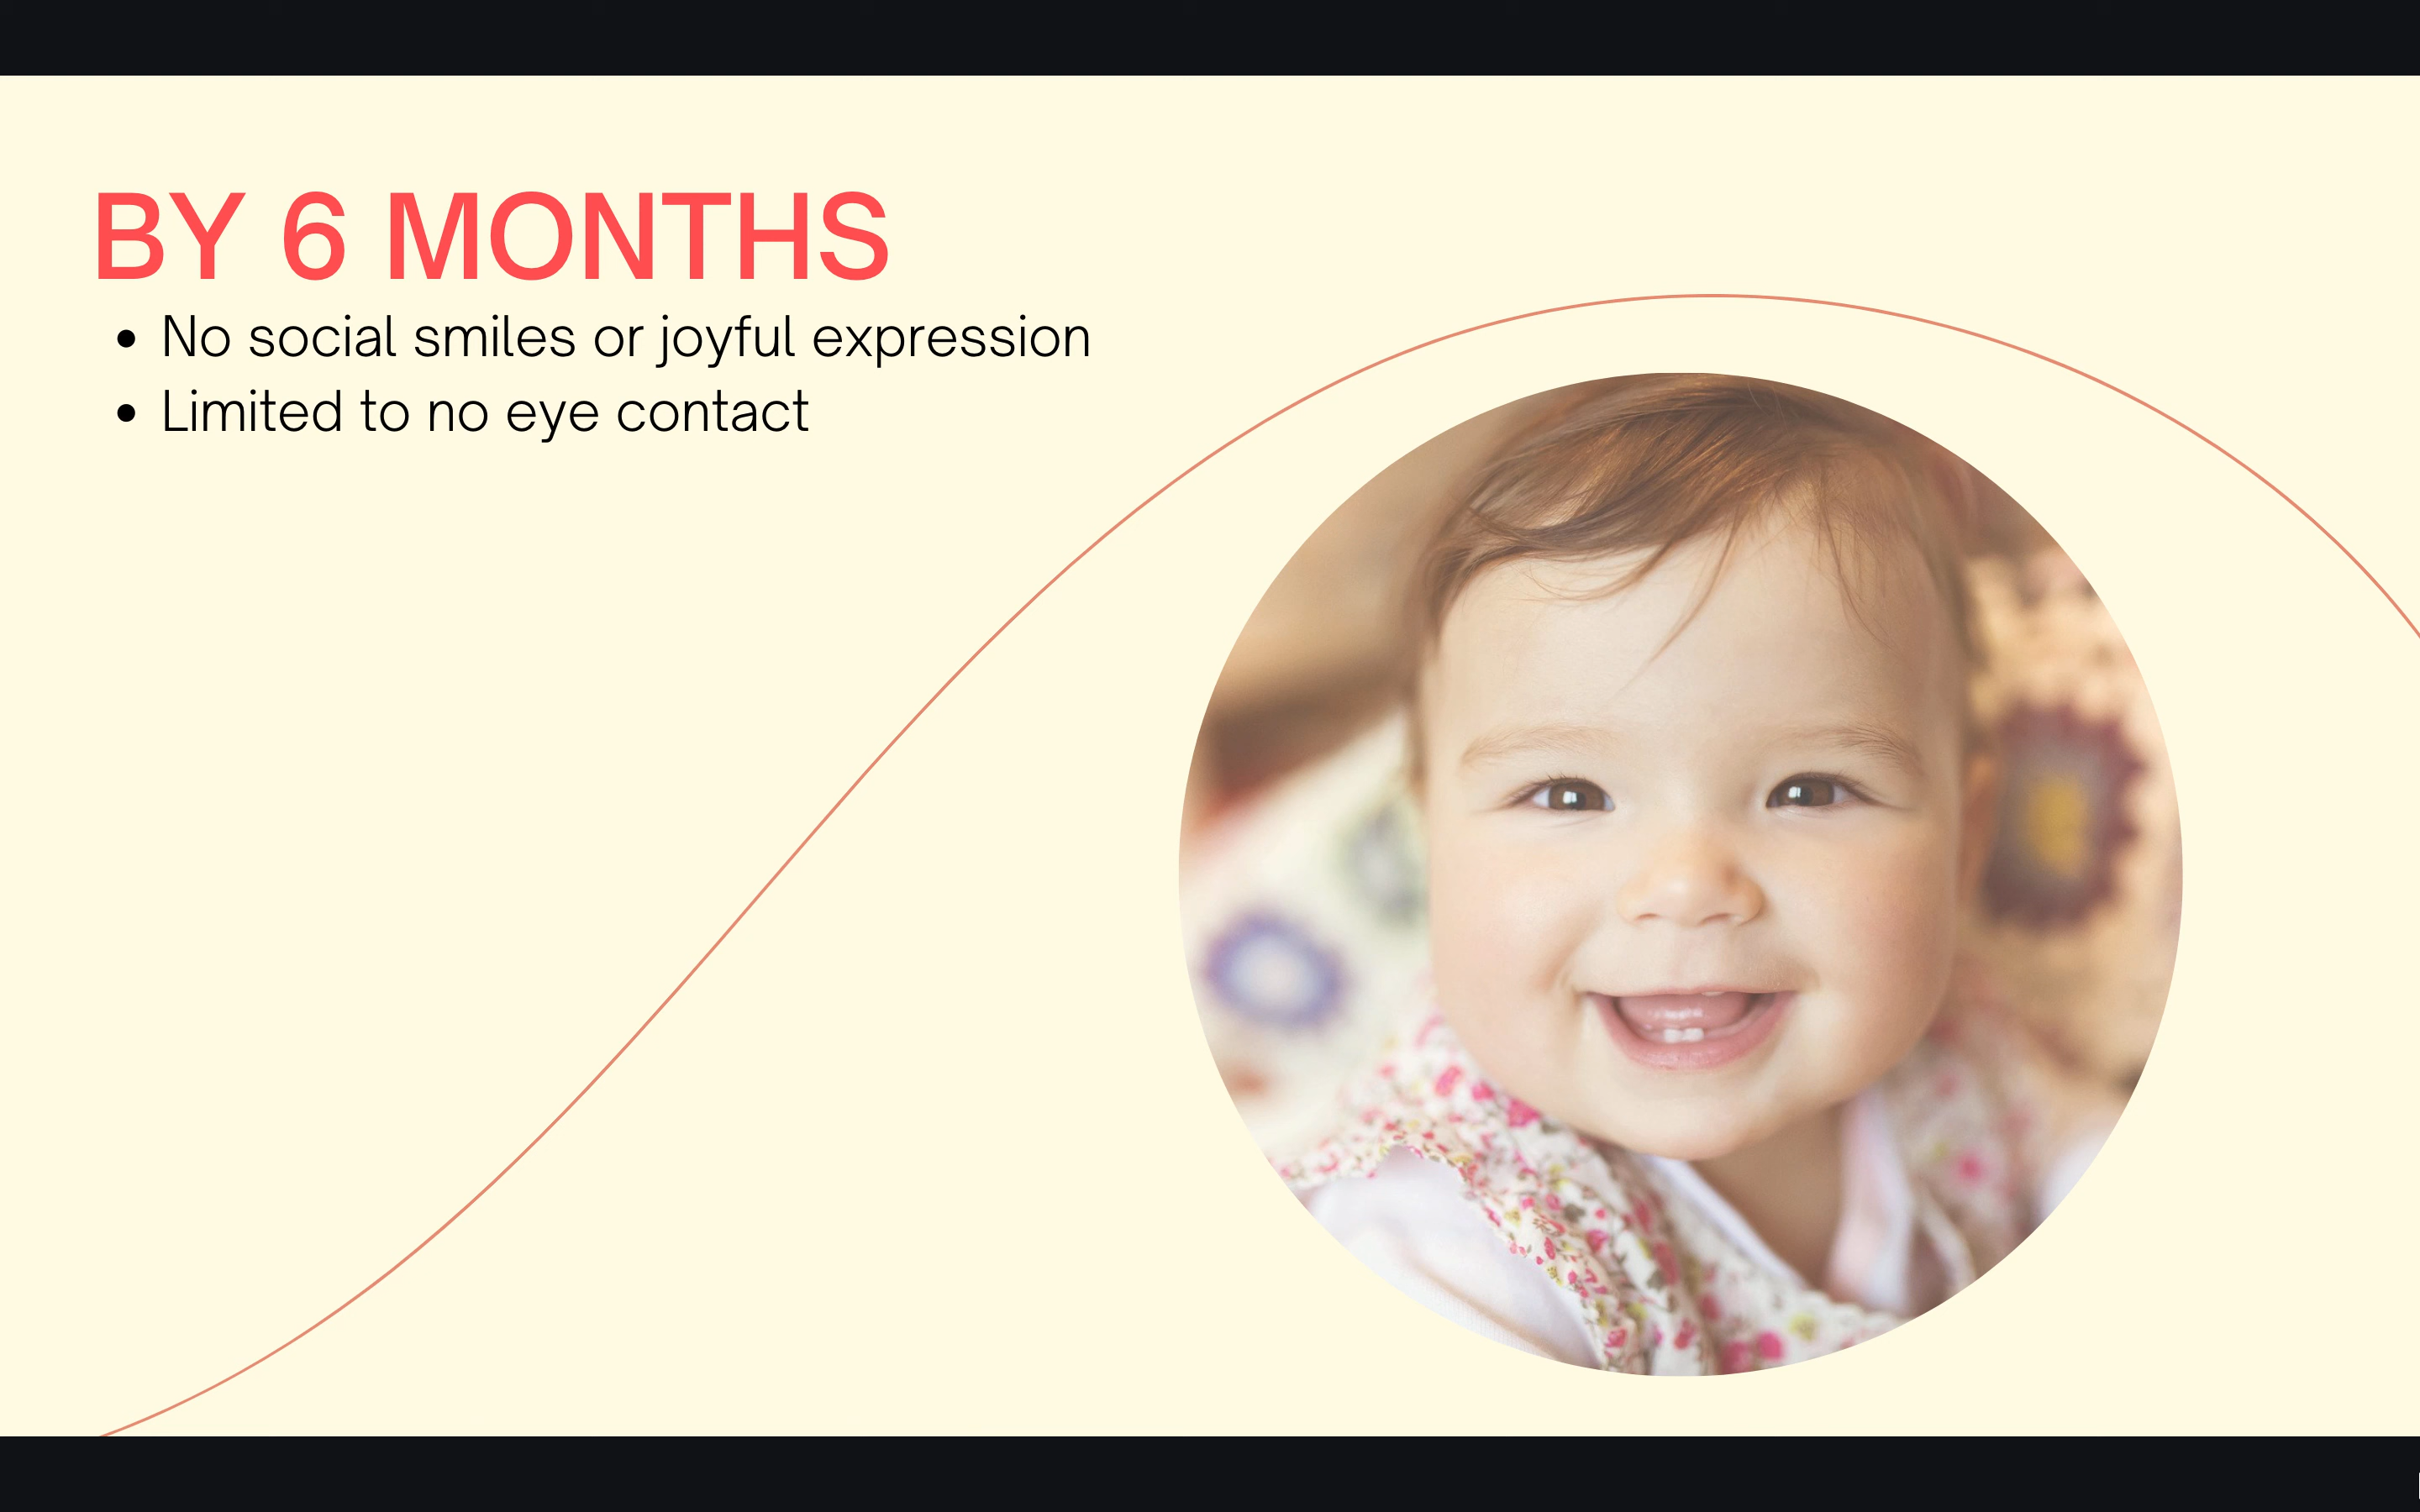 BY 6 MONTHS
• No social smiles or joyful expression
• Limited to no eye contact